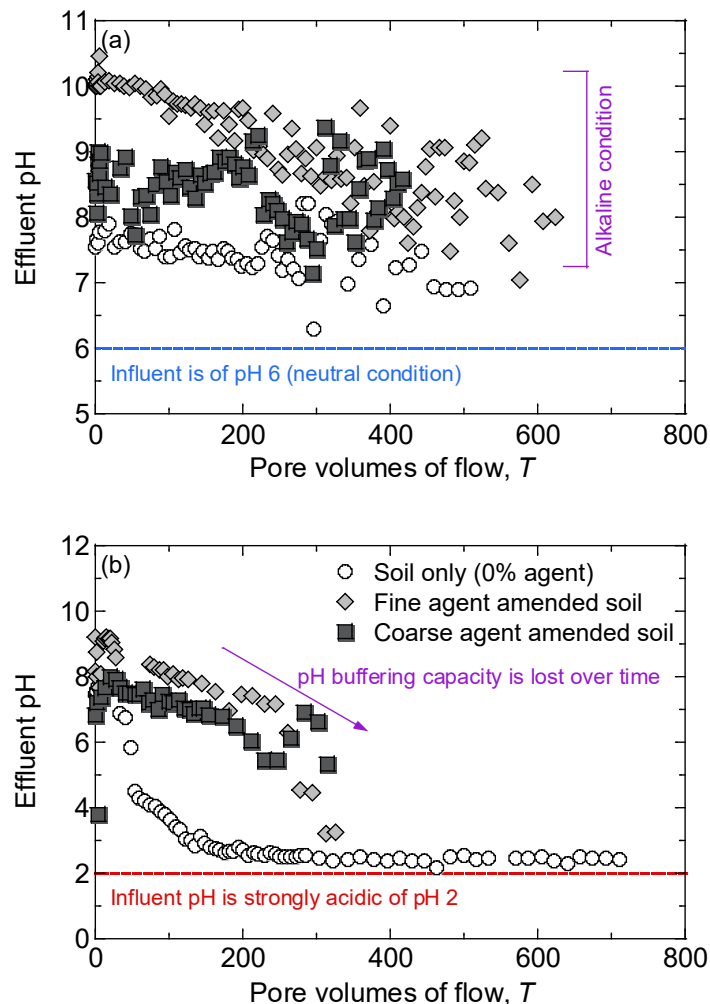 (a)
11
10
9
8
7
6
5
Effluent pH
Alkaline condition
Influent is of pH 6 (neutral condition)
0 200 400 600 800
Pore volumes of flow, T
(b)
12
10
8
6
4
2
0
Effluent pH
Soil only (0% agent)
Fine agent amended soil
Coarse agent amended soil
pH buffering capacity is lost over time
Influent pH is strongly acidic of pH 2
0 200 400 600 800
Pore volumes of flow, T